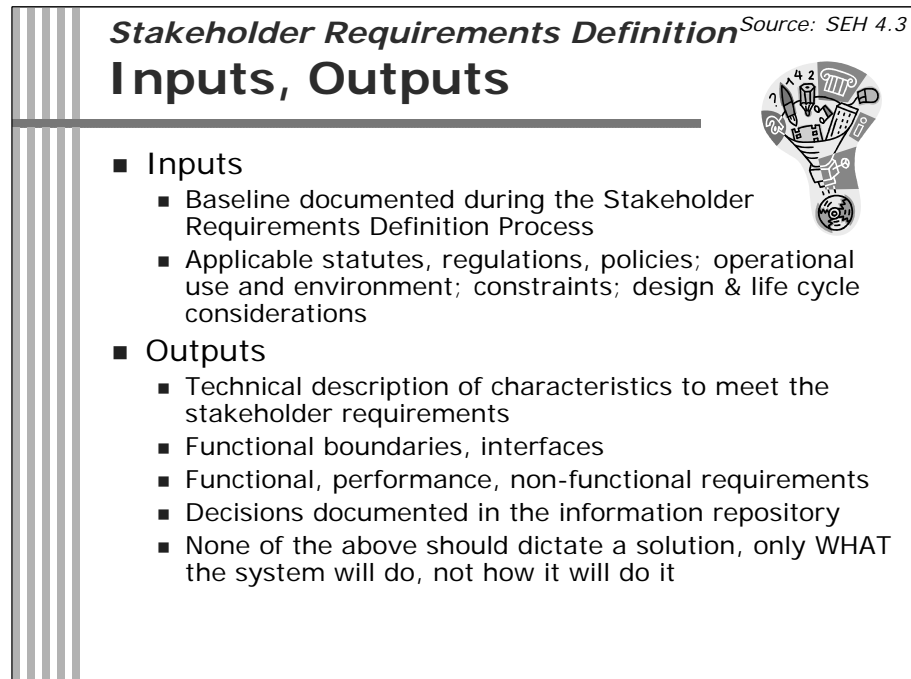 Stakeholder Requirements Definition Source: SEH 4.3
Inputs, Outputs
? 1 4 2
■ Inputs
■ Baseline documented during the Stakeholder
Requirements Definition Process
■ Applicable statutes, regulations, policies; operational
use and environment; constraints; design & life cycle
considerations
■ Outputs
■ Technical description of characteristics to meet the
stakeholder requirements
■ Functional boundaries, interfaces
■ Functional, performance, non-functional requirements
■ Decisions documented in the information repository
■ None of the above should dictate a solution, only WHAT
the system will do, not how it will do it